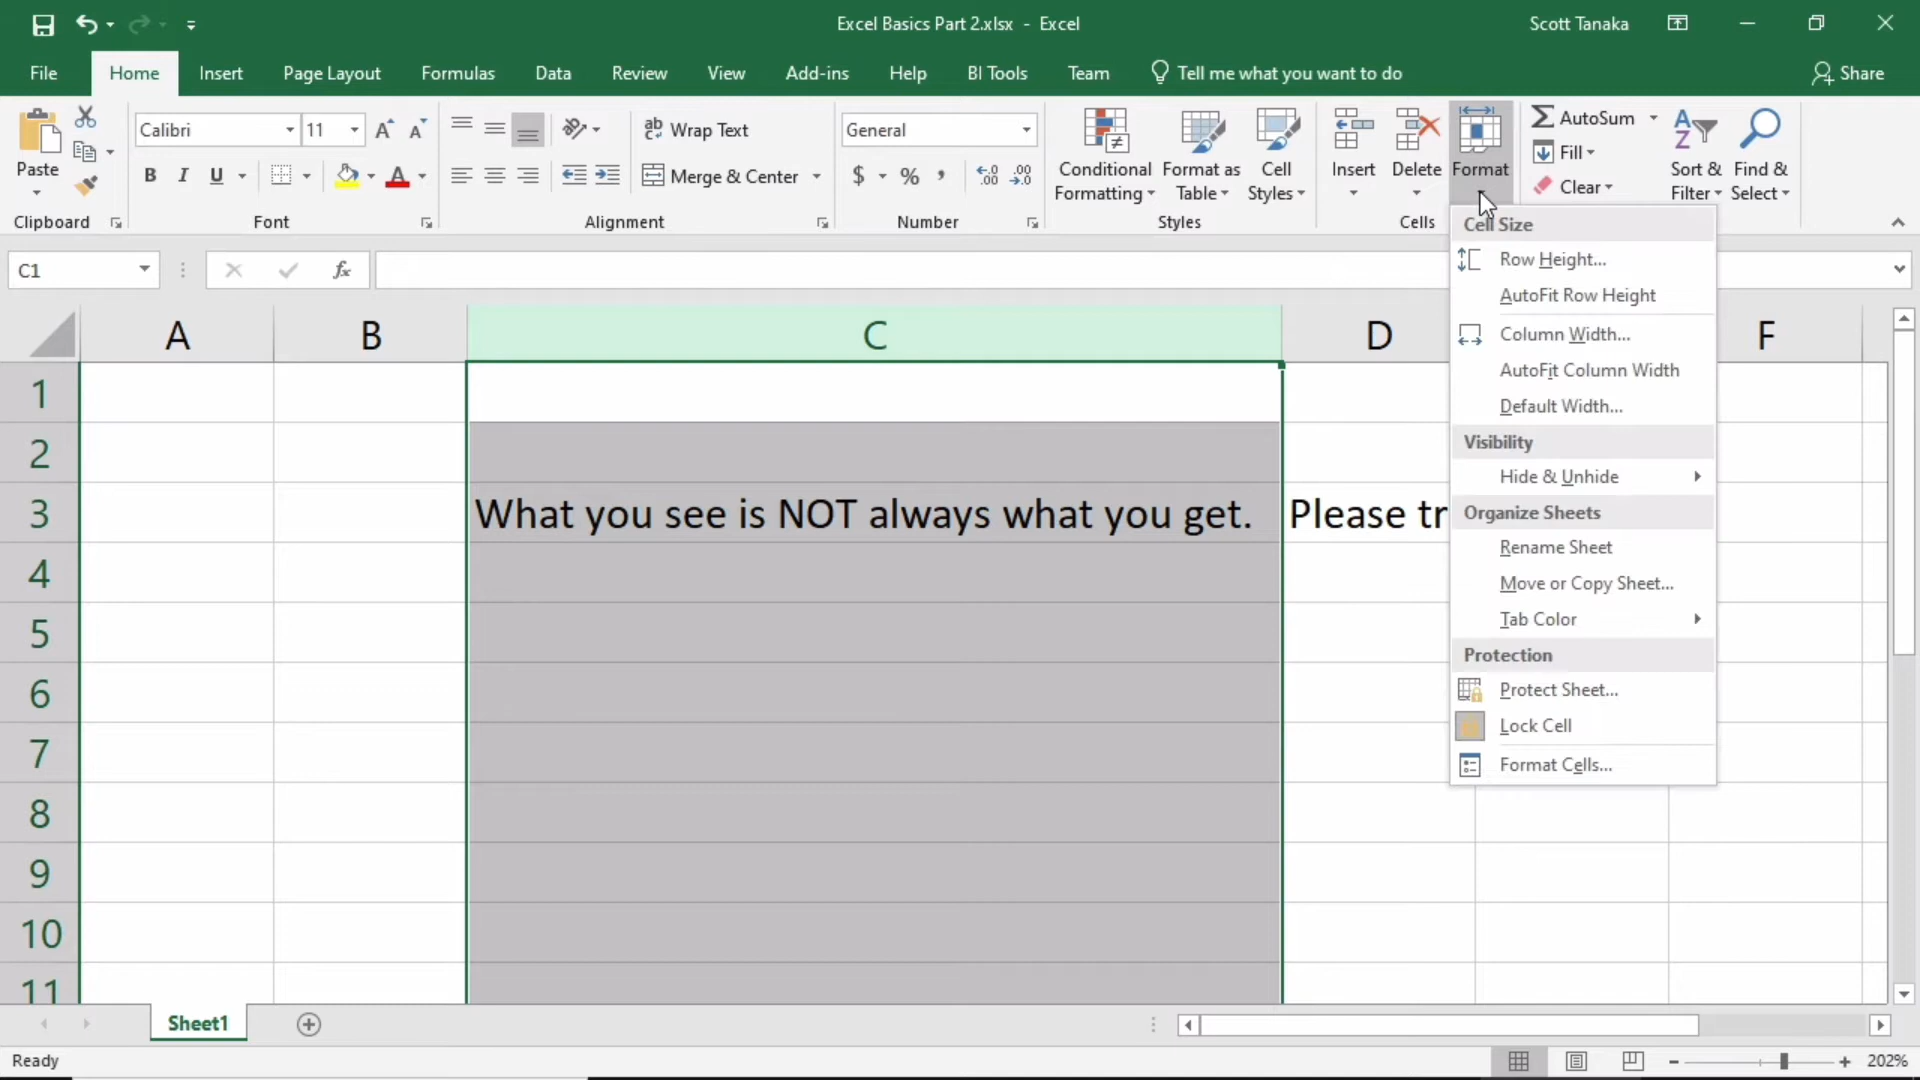 Excel Basics Part 2.xlsx - Excel
Scott Tanaka
File Home Insert Page Layout Formulas Data Review View Add-ins Help BI Tools Team Tell me what you want to do Share
Paste
Clipboard
Calibri 11
B I U
Font
Wrap Text
Merge & Center
Alignment
General
$ % ,
Number
Conditional Formatting
Format as Table
Cell Styles
Styles
Insert
Delete
Format
Cells
AutoSum
Fill
Clear
Sort & Filter
Find & Select
Cell Size
Row Height...
AutoFit Row Height
Column Width...
AutoFit Column Width
Default Width...
Visibility
Hide & Unhide
Organize Sheets
Rename Sheet
Move or Copy Sheet...
Tab Color
Protection
Protect Sheet...
Lock Cell
Format Cells...
C1
fx
A B C D F
1
2
3 What you see is NOT always what you get. Please tr
4
5
6
7
8
9
10
11
Sheet1
Ready
202%